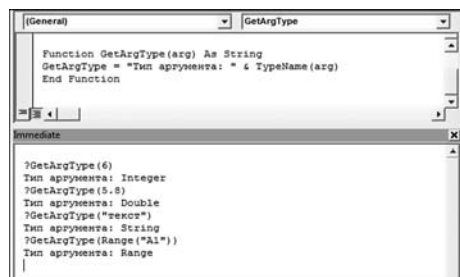 (General)
GetArgType
Function GetArgType(arg) As String
GetArgType = "Тип аргумента: " & TypeName(arg)
End Function
Immediate
?GetArgType(6)
Тип аргумента: Integer
?GetArgType(5.8)
Тип аргумента: Double
?GetArgType("текст")
Тип аргумента: String
?GetArgType(Range("A1"))
Тип аргумента: Range